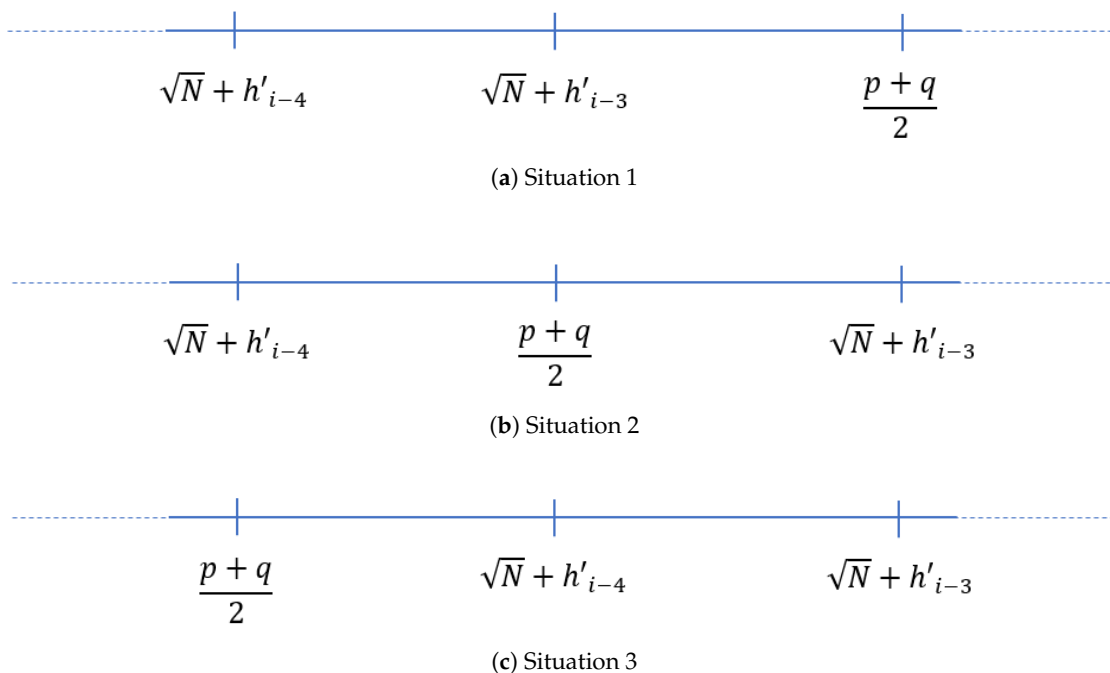 √N + h′ᵢ₋₄ √N + h′ᵢ₋₃ (p + q)/2
(a) Situation 1
√N + h′ᵢ₋₄ (p + q)/2 √N + h′ᵢ₋₃
(b) Situation 2
(p + q)/2 √N + h′ᵢ₋₄ √N + h′ᵢ₋₃
(c) Situation 3